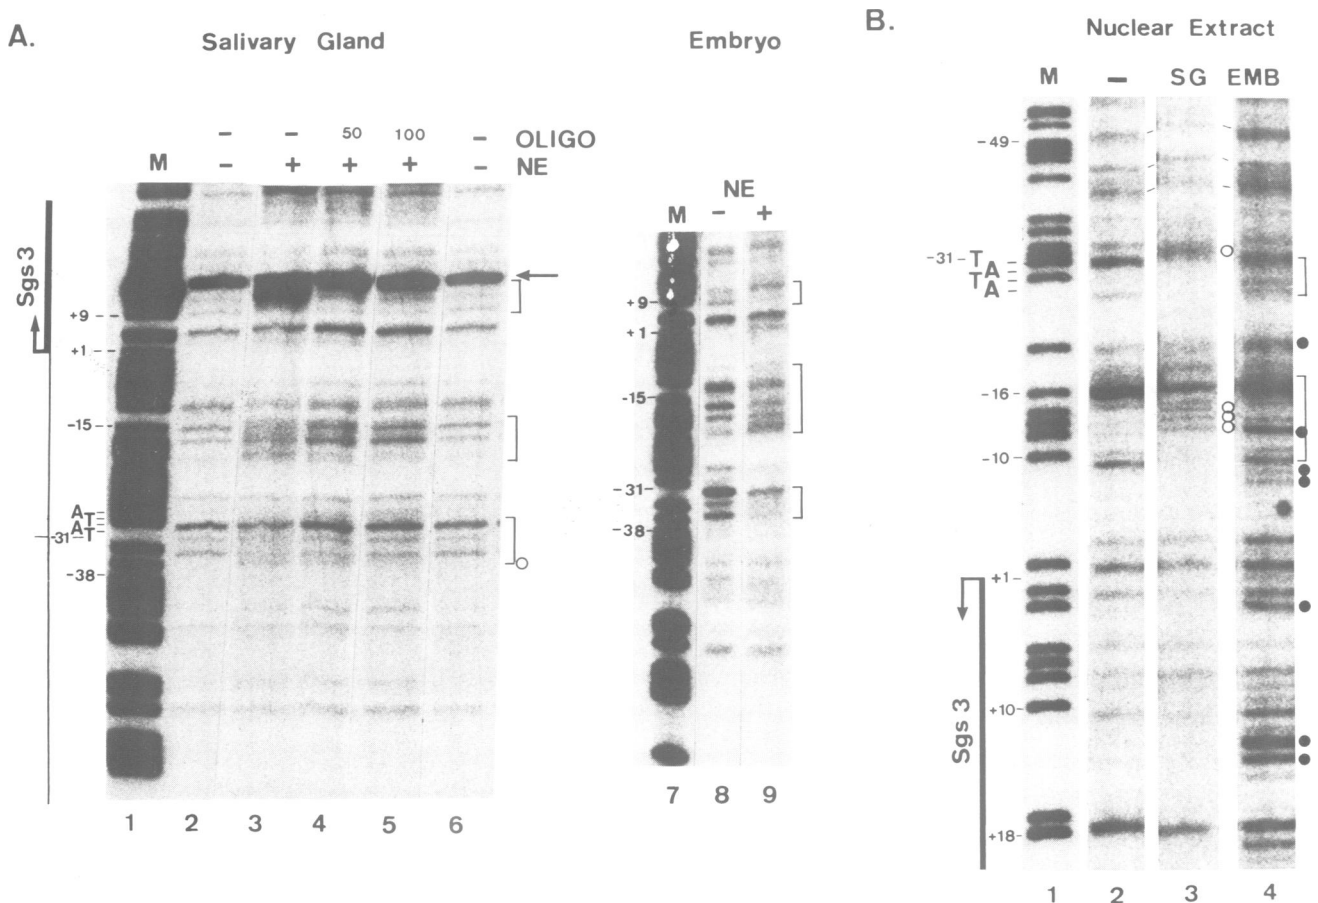 A.
Salivary Gland
- - 50 100 - OLIGO
M - + + + - NE
Sgs 3
+9
+1
-15
A
T
A
T
-31
-38
1 2 3 4 5 6
Embryo
NE
M - +
+9
+1
-15
-31
-38
7 8 9
B.
Nuclear Extract
M - SG EMB
-49
-31
T
A
T
A
-16
-10
+1
Sgs 3
+10
+18
1 2 3 4